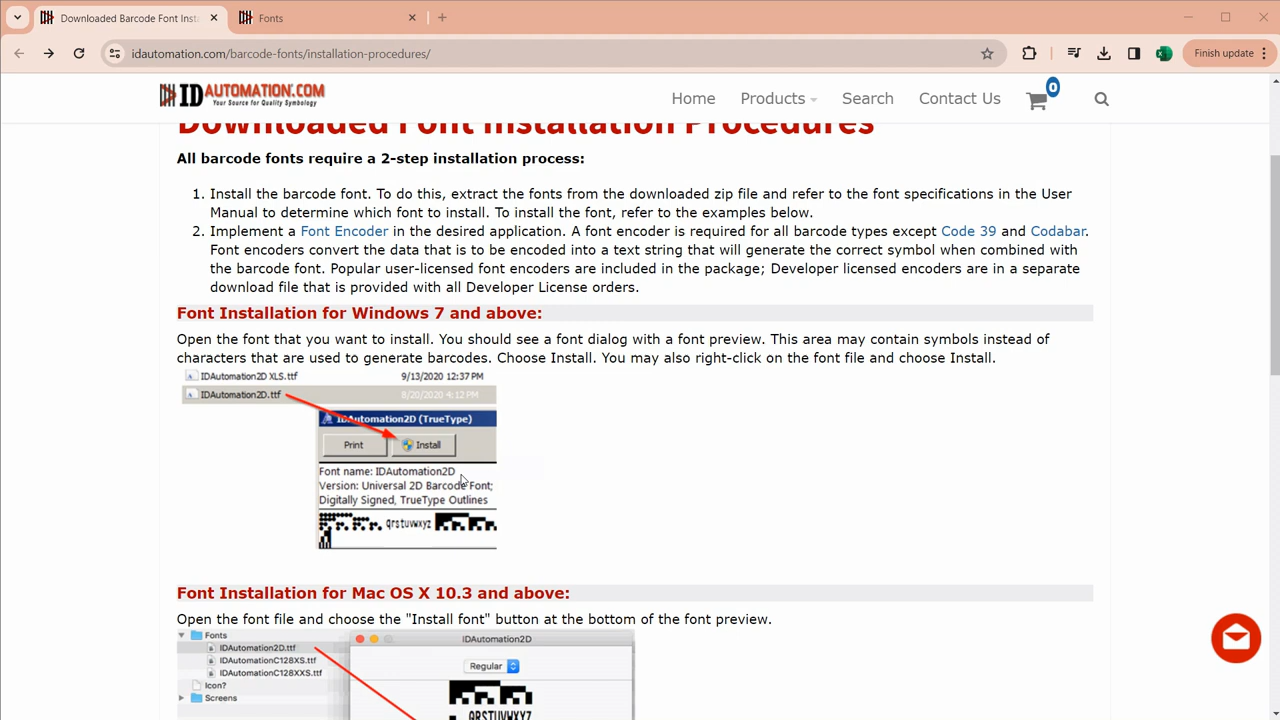 Downloaded Barcode Font Inst
Fonts
idautomation.com/barcode-fonts/installation-procedures/
Finish update
IDAUTOMATION.COM
Your Source for Quality Symbology
Home
Products
Search
Contact Us
0
Downloaded Font Installation Procedures
All barcode fonts require a 2-step installation process:
1. Install the barcode font. To do this, extract the fonts from the downloaded zip file and refer to the font specifications in the User
Manual to determine which font to install. To install the font, refer to the examples below.
2. Implement a Font Encoder in the desired application. A font encoder is required for all barcode types except Code 39 and Codabar.
Font encoders convert the data that is to be encoded into a text string that will generate the correct symbol when combined with
the barcode font. Popular user-licensed font encoders are included in the package; Developer licensed encoders are in a separate
download file that is provided with all Developer License orders.
Font Installation for Windows 7 and above:
Open the font that you want to install. You should see a font dialog with a font preview. This area may contain symbols instead of
characters that are used to generate barcodes. Choose Install. You may also right-click on the font file and choose Install.
IDAutomation2D XLS.ttf 9/13/2020 12:37 PM
IDAutomation2D.ttf 8/20/2020 4:12 PM
IDAutomation2D (TrueType)
Print
Install
Font name: IDAutomation2D
Version: Universal 2D Barcode Font;
Digitally Signed, TrueType Outlines
qrstuvwxyz
Font Installation for Mac OS X 10.3 and above:
Open the font file and choose the "Install font" button at the bottom of the font preview.
Fonts
IDAutomation2D.ttf
IDAutomationC128XS.ttf
IDAutomationC128XXS.ttf
Icon?
Screens
IDAutomation2D
Regular
QRSTUVWXYZ